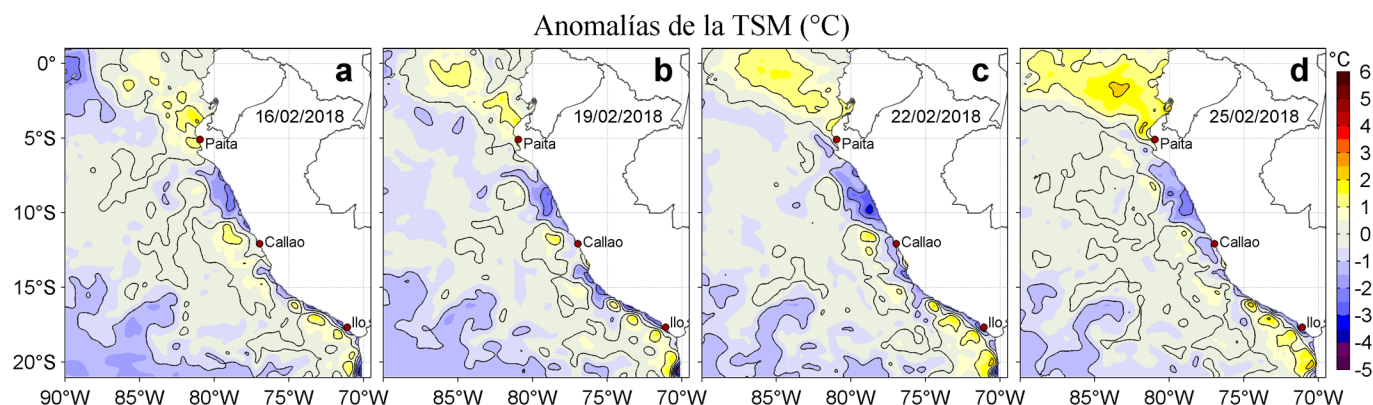 Anomalías de la TSM (°C)
a
b
c
d
16/02/2018
19/02/2018
22/02/2018
25/02/2018
Paita
Callao
Ilo
Paita
Callao
Ilo
Paita
Callao
Ilo
Paita
Callao
Ilo
0°
5°S
10°S
15°S
20°S
90°W 85°W 80°W 75°W 70°W
85°W 80°W 75°W 70°W
85°W 80°W 75°W 70°W
85°W 80°W 75°W 70°W
°C
6
5
4
3
2
1
0
-1
-2
-3
-4
-5